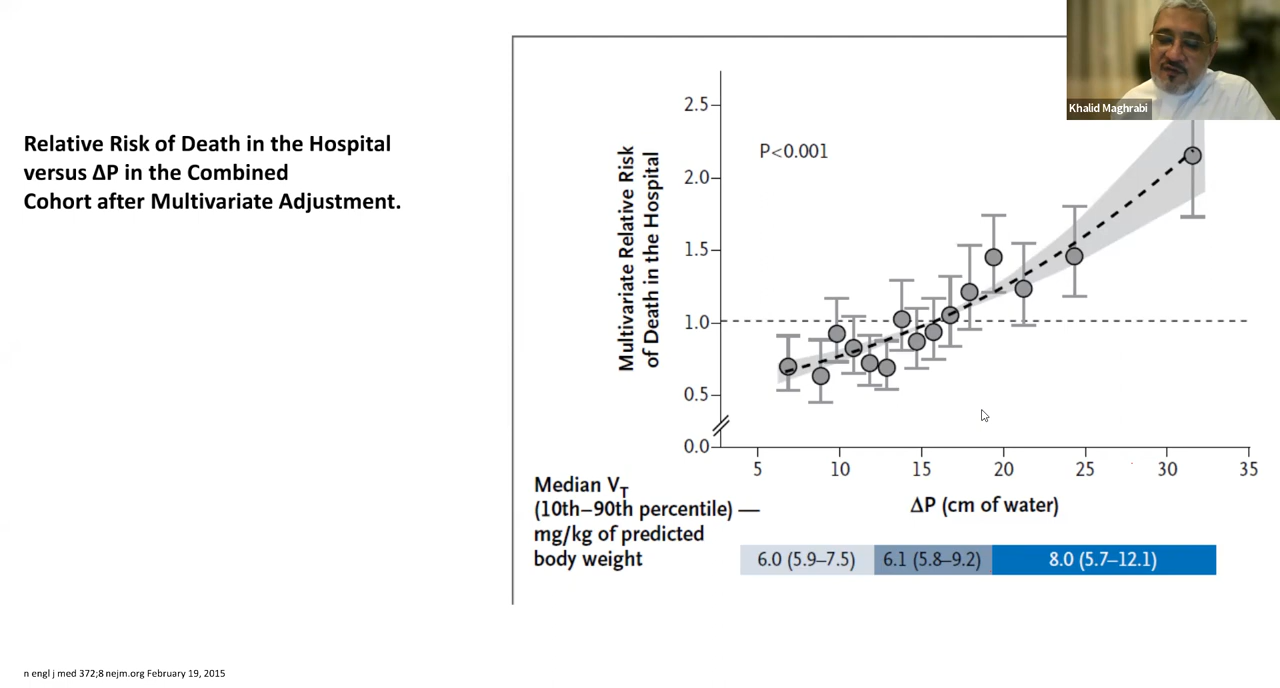 Khalid Maghrabi
Relative Risk of Death in the Hospital
versus ΔP in the Combined
Cohort after Multivariate Adjustment.
Multivariate Relative Risk
of Death in the Hospital
2.5
2.0
1.5
1.0
0.5
0.0
P<0.001
5 10 15 20 25 30 35
ΔP (cm of water)
Median VT
(10th–90th percentile) —
mg/kg of predicted
body weight
6.0 (5.9–7.5) 6.1 (5.8–9.2) 8.0 (5.7–12.1)
n engl j med 372;8 nejm.org February 19, 2015